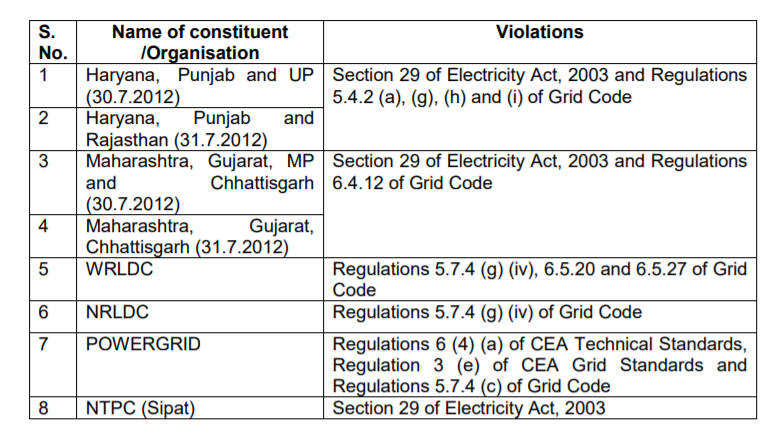 S. Name of constituent Violations
No. /Organisation
1 Haryana, Punjab and UP Section 29 of Electricity Act, 2003 and Regulations
(30.7.2012) 5.4.2 (a), (g), (h) and (i) of Grid Code
2 Haryana, Punjab and
Rajasthan (31.7.2012)
3 Maharashtra, Gujarat, MP Section 29 of Electricity Act, 2003 and Regulations
and Chhattisgarh 6.4.12 of Grid Code
(30.7.2012)
4 Maharashtra, Gujarat,
Chhattisgarh (31.7.2012)
5 WRLDC Regulations 5.7.4 (g) (iv), 6.5.20 and 6.5.27 of Grid
Code
6 NRLDC Regulations 5.7.4 (g) (iv) of Grid Code
7 POWERGRID Regulations 6 (4) (a) of CEA Technical Standards,
Regulation 3 (e) of CEA Grid Standards and
Regulations 5.7.4 (c) of Grid Code
8 NTPC (Sipat) Section 29 of Electricity Act, 2003